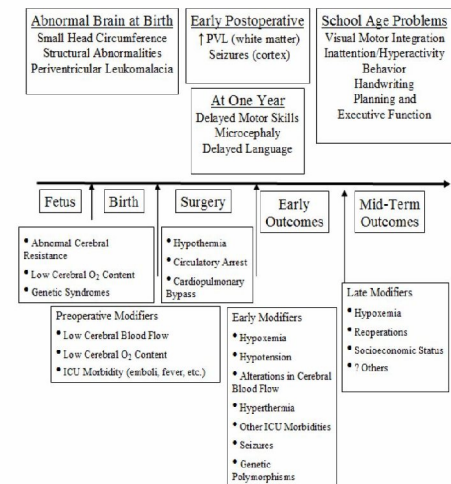 Abnormal Brain at Birth
Small Head Circumference
Structural Abnormalities
Periventricular Leukomalacia
Early Postoperative
↑ PVL (white matter)
Seizures (cortex)
At One Year
Delayed Motor Skills
Microcephaly
Delayed Language
School Age Problems
Visual Motor Integration
Inattention/Hyperactivity
Behavior
Handwriting
Planning and
Executive Function
Fetus
Birth
Surgery
Early
Outcomes
Mid-Term
Outcomes
• Abnormal Cerebral
Resistance
• Low Cerebral O₂ Content
• Genetic Syndromes
• Hypothermia
• Circulatory Arrest
• Cardiopulmonary
Bypass
Preoperative Modifiers
• Low Cerebral Blood Flow
• Low Cerebral O₂ Content
• ICU Morbidity (emboli, fever, etc.)
Early Modifiers
• Hypoxemia
• Hypotension
• Alterations in Cerebral
Blood Flow
• Hyperthermia
• Other ICU Morbidities
• Seizures
• Genetic
Polymorphisms
Late Modifiers
• Hypoxemia
• Reoperations
• Socioeconomic Status
• ? Others